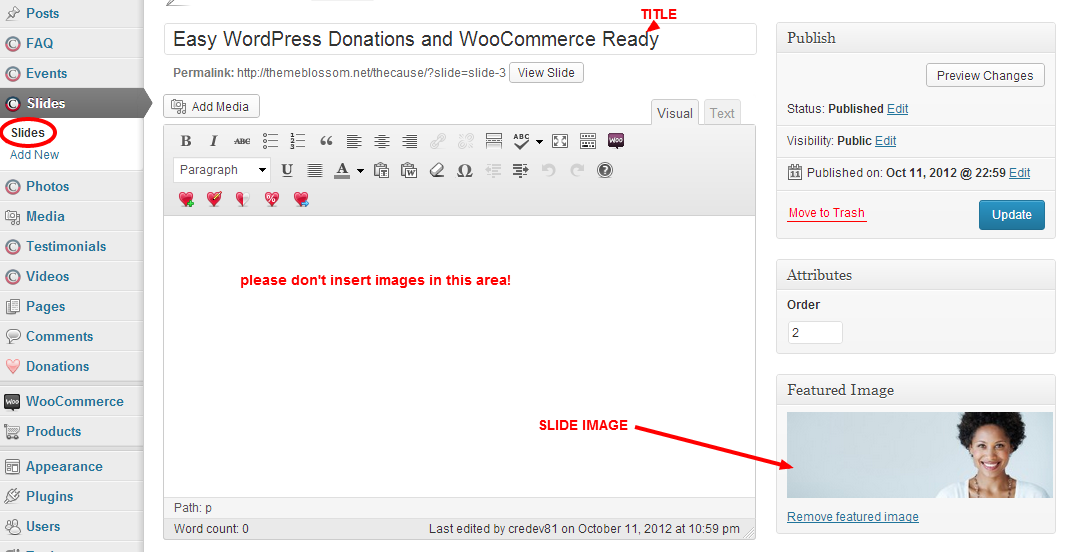 Posts
FAQ
Events
Slides
Slides
Add New
Photos
Media
Testimonials
Videos
Pages
Comments
Donations
WooCommerce
Products
Appearance
Plugins
Users
TITLE
Easy WordPress Donations and WooCommerce Ready
Permalink: http://themeblossom.net/thecause/?slide=slide-3 View Slide
Add Media
Visual Text
B I ABC ABC Woo
Paragraph U A Ω
please don't insert images in this area!
SLIDE IMAGE
Path: p
Word count: 0 Last edited by credev81 on October 11, 2012 at 10:59 pm
Publish
Preview Changes
Status: Published Edit
Visibility: Public Edit
Published on: Oct 11, 2012 @ 22:59 Edit
Move to Trash Update
Attributes
Order
2
Featured Image
Remove featured image